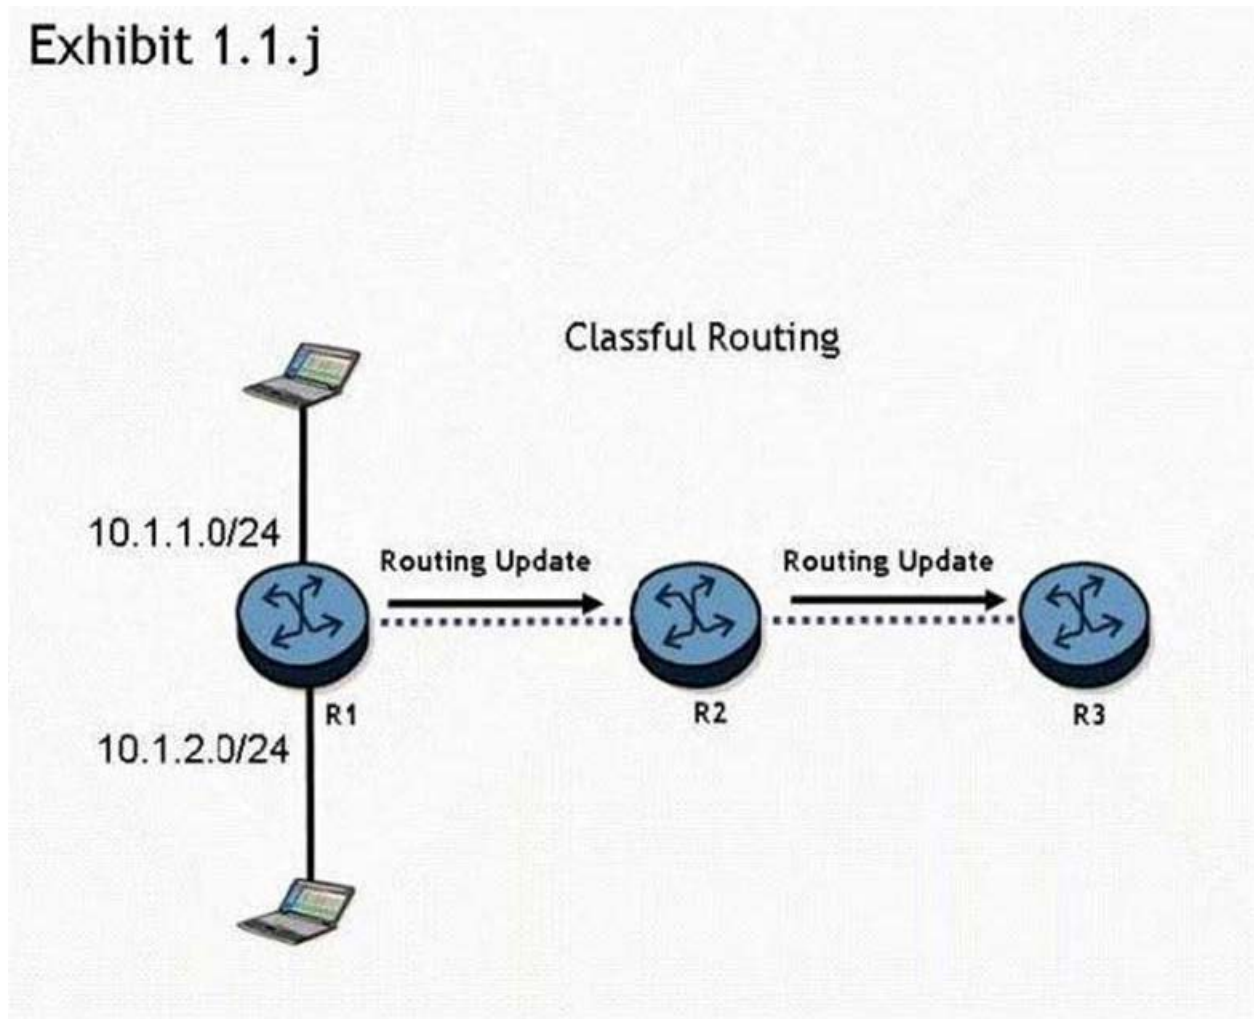 Exhibit 1.1.j
Classful Routing
10.1.1.0/24
Routing Update
Routing Update
R1
R2
R3
10.1.2.0/24